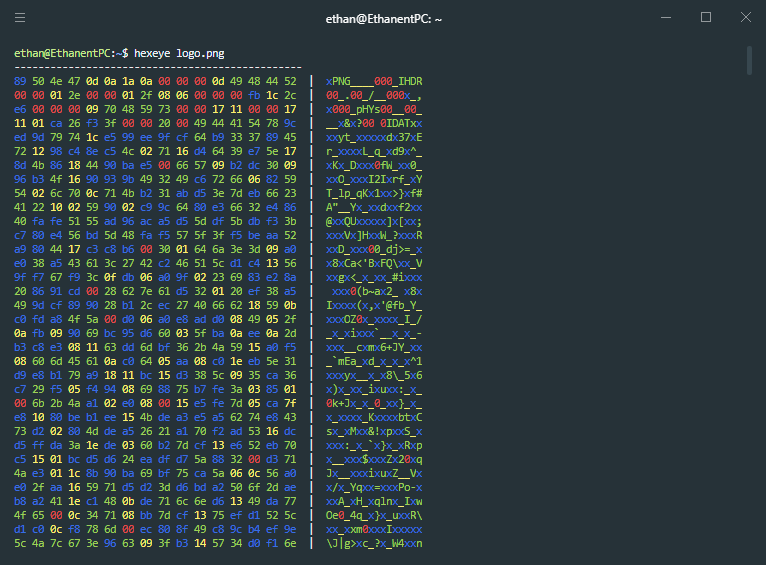 ethan@EthanentPC: ~
ethan@EthanentPC:~$ hexeye logo.png
------------------------------------------------
89 50 4e 47 0d 0a 1a 0a 00 00 00 0d 49 48 44 52 | xPNG____000_IHDR
00 00 01 2e 00 00 01 2f 08 06 00 00 00 fb 1c 2c | 00_.00_/__000x_,
e6 00 00 00 09 70 48 59 73 00 00 17 11 00 00 17 | x000_pHYs00__00_
11 01 ca 26 f3 3f 00 00 20 00 49 44 41 54 78 9c | __x&x?00 0IDATxx
ed 9d 79 74 1c e5 99 ee 9f cf 64 b9 33 37 89 45 | xxyt_xxxxxdx37xE
72 12 98 c4 8e c5 4c 02 71 16 d4 64 39 e7 5e 17 | r_xxxxL_q_xd9x^_
8d 4b 86 18 44 90 ba e5 00 66 57 09 b2 dc 30 09 | xKx_Dxxx0fW_xx0_
96 b3 4f 16 90 93 9b 49 32 49 c6 72 66 06 82 59 | xxO_xxxI2Ixrf_xY
54 02 6c 70 0c 71 4b b2 31 ab d5 3e 7d eb 66 23 | T_lp_qKx1xx>}xf#
41 22 10 02 59 90 02 c9 9c 64 80 e3 66 32 e4 86 | A"__Yx_xxdxxf2xx
40 fa fe 51 55 ad 96 ac a5 d5 5d df 5b db f3 3b | @xxQUxxxxx]x[xx;
c7 80 e4 56 bd 5d 48 faf f5 57 5f 3f f5 be aa 52 | xxxVx]HxxW_?xxxR
a9 80 44 17 c3 c8 b6 00 30 01 64 6a 3e 3d 09 a0 | xxD_xxx00_dj>=_x
e0 38 a5 43 61 3c 27 42 c2 46 51 5c d1 c4 13 56 | x8xCa<'BxFQ\xx_V
9f f7 67 f9 3c 0f db 06 a0 9f 02 23 69 83 e2 8a | xxgx<_x_xx_#ixxx
20 86 91 cd 00 28 62 7e 61 d5 32 01 20 ef 38 a5 |  xxx0(b~ax2_ x8x
49 9d cf 89 90 28 b1 2c ec 27 40 66 62 18 59 0b | Ixxxx(x,x'@fb_Y_
c0 fd a8 4f 5a 00 d0 06 a0 e8 ad d0 08 49 05 2f | xxxOZ0x_xxxx_I_/
0a fb 09 90 69 bc 95 d6 60 03 5f ba 0a ee 0a 2d | _x_xixxx`__x_x_-
b3 c8 e3 08 11 63 dd 6d bf 36 2b 4a 59 15 a0 f5 | xxx__cxmx6+JY_xx
08 60 6d 45 61 0a c0 64 05 aa 08 c0 1e eb 5e 31 | _`mEa_xd_x_x_x^1
d9 e8 b1 79 a9 18 11 bc 15 d3 38 5c 09 35 ca 36 | xxxyx__x_x8\_5x6
c7 29 f5 05 f4 94 08 69 88 75 b7 fe 3a 03 85 01 | x)x_xx_ixuxx:_x_
00 6b 2b 4a a1 02 e0 08 00 15 e5 fe 7d 05 ca 7f | 0k+Jx_x_0_xx}_x_
e8 10 80 be b1 ee 15 4b de a3 e5 a5 62 74 e8 43 | x_xxxx_KxxxxbtxC
73 d2 02 80 4d de a5 26 21 a1 70 f2 ad 53 16 dc | sx_xMxx&!xpxxS_x
d5 ff da 3a 1e de 03 60 b2 7d cf 13 e6 52 eb 70 | xxx:_x_`x}x_xRxp
c5 15 01 bc d5 d6 24 ea df d7 5a 88 32 00 d3 71 | x__xxx$xxxZx20xq
4a e3 01 1c 8b 90 ba 69 bf 75 ca 5a 06 0c 56 a0 | Jx__xxxixuxZ__Vx
e0 2f aa 16 59 71 d5 d2 3d d6 bd a2 50 6f 2d ae | x/x_Yqxx=xxxPo-x
b8 a2 41 1e c1 48 0b de 71 6c 6e d6 13 49 da 77 | xxA_xH_xqlnx_Ixw
4f 65 00 0c 34 71 08 bb 7d cf 13 75 ef d1 52 5c | Oe0_4q_x}x_uxxR\
d1 c0 0c f8 78 6d 00 ec 80 8f 49 c8 9c b4 ef 9e | xx_xxm0xxxIxxxxx
5c 4a 7c 67 3e 96 63 09 3f b3 14 57 34 d0 f1 6e | \J|g>xc_?x_W4xxn